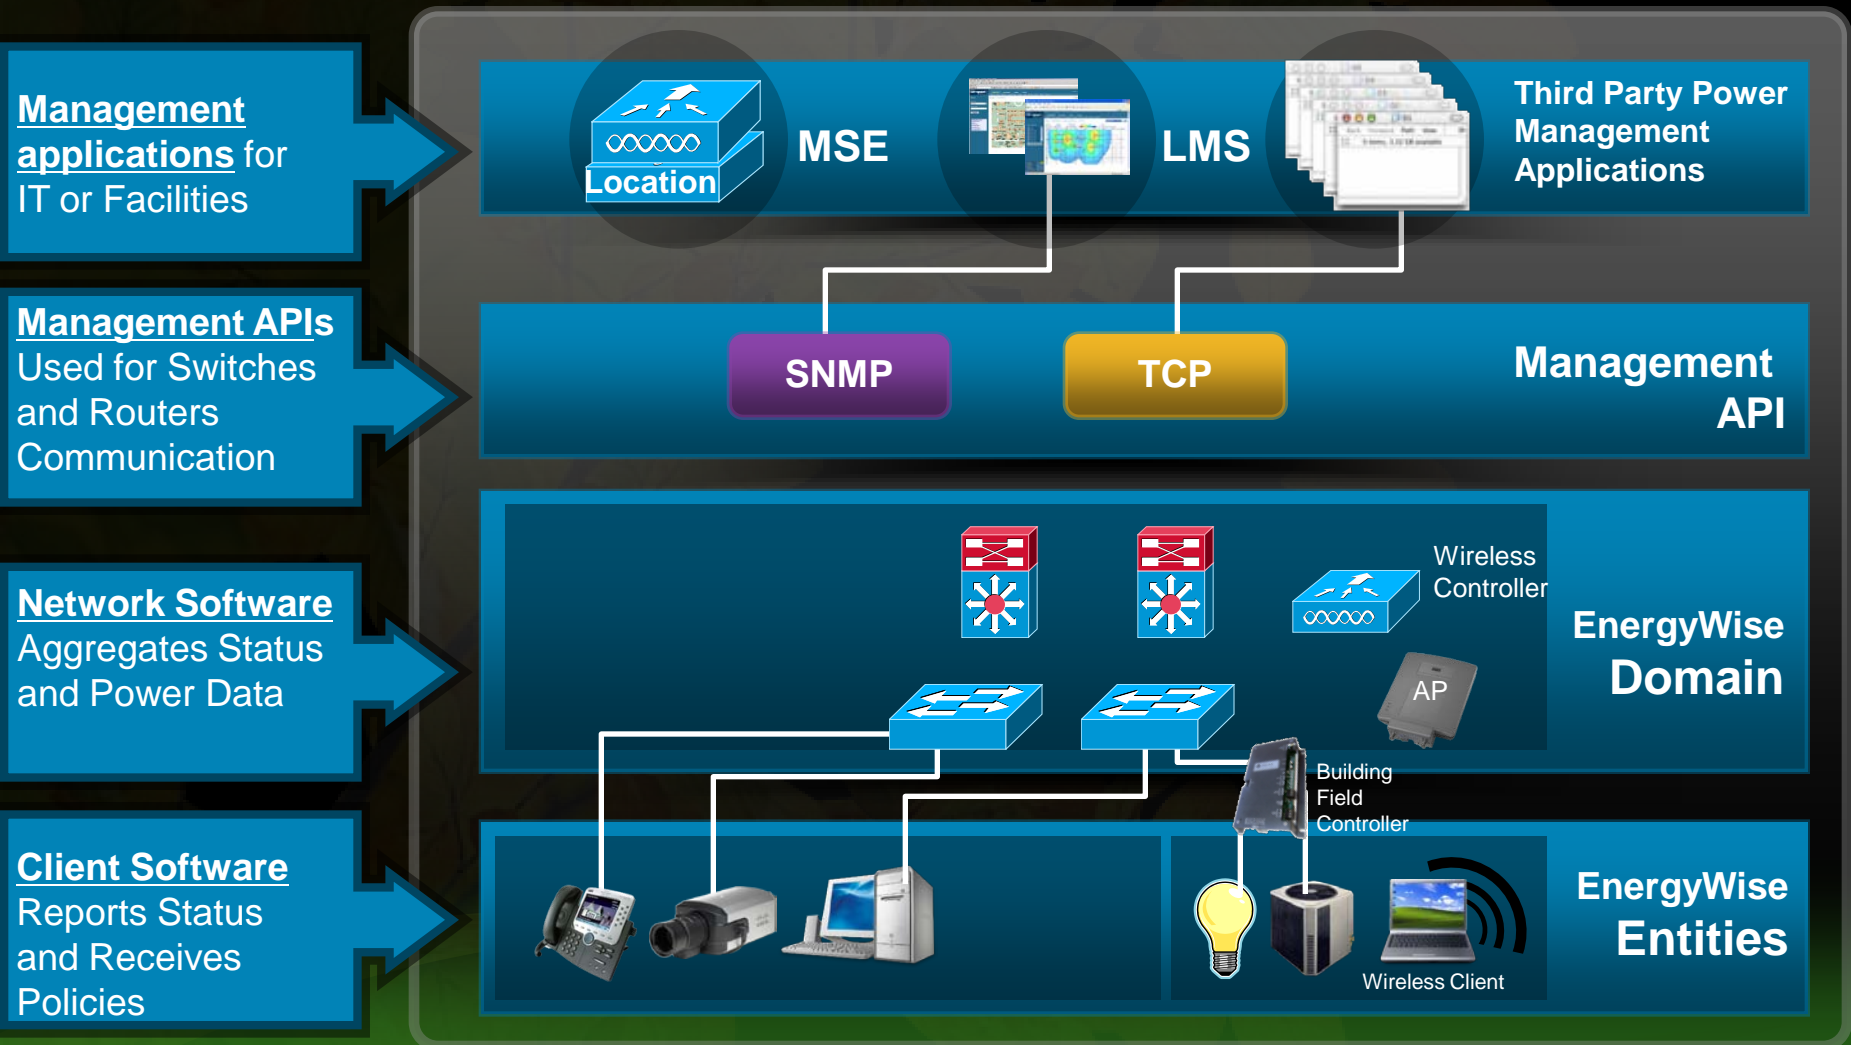 Management
applications for
IT or Facilities
Location
MSE
LMS
Third Party Power
Management
Applications
Management APIs
Used for Switches
and Routers
Communication
SNMP
TCP
Management
API
Network Software
Aggregates Status
and Power Data
Wireless
Controller
AP
EnergyWise
Domain
Building
Field
Controller
Client Software
Reports Status
and Receives
Policies
Wireless Client
EnergyWise
Entities